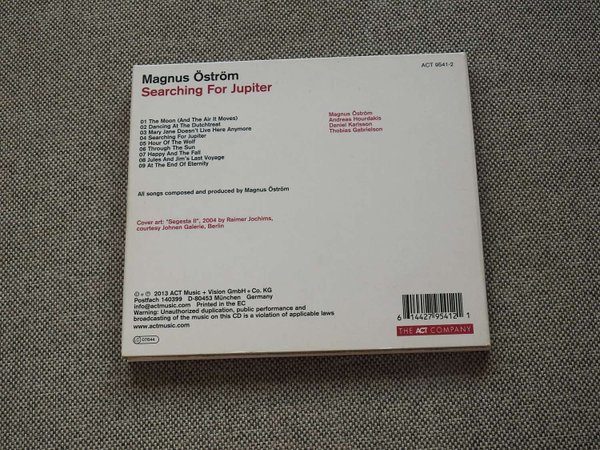 ACT 9541-2
Magnus Öström
Searching For Jupiter
01 The Moon (And The Air It Moves)
02 Dancing At The Dutchtreat
03 Mary Jane Doesn't Live Here Anymore
04 Searching For Jupiter
05 Hour Of The Wolf
06 Through The Sun
07 Happy And The Fall
08 Jules And Jim's Last Voyage
09 At The End Of Eternity
Magnus Öström
Andreas Hourdakis
Daniel Karlsson
Thobias Gabrielson
All songs composed and produced by Magnus Öström
Cover art: "Segesta II", 2004 by Raimer Jochims,
courtesy Johnen Galerie, Berlin
© + ℗ 2013 ACT Music + Vision GmbH + Co. KG
Postfach 140399 D-80453 München Germany
info@actmusic.com Printed in the EC
Warning: Unauthorized duplication, public performance and
broadcasting of the music on this CD is a violation of applicable laws
www.actmusic.com
6 14427 95412 1
THE ACT COMPANY